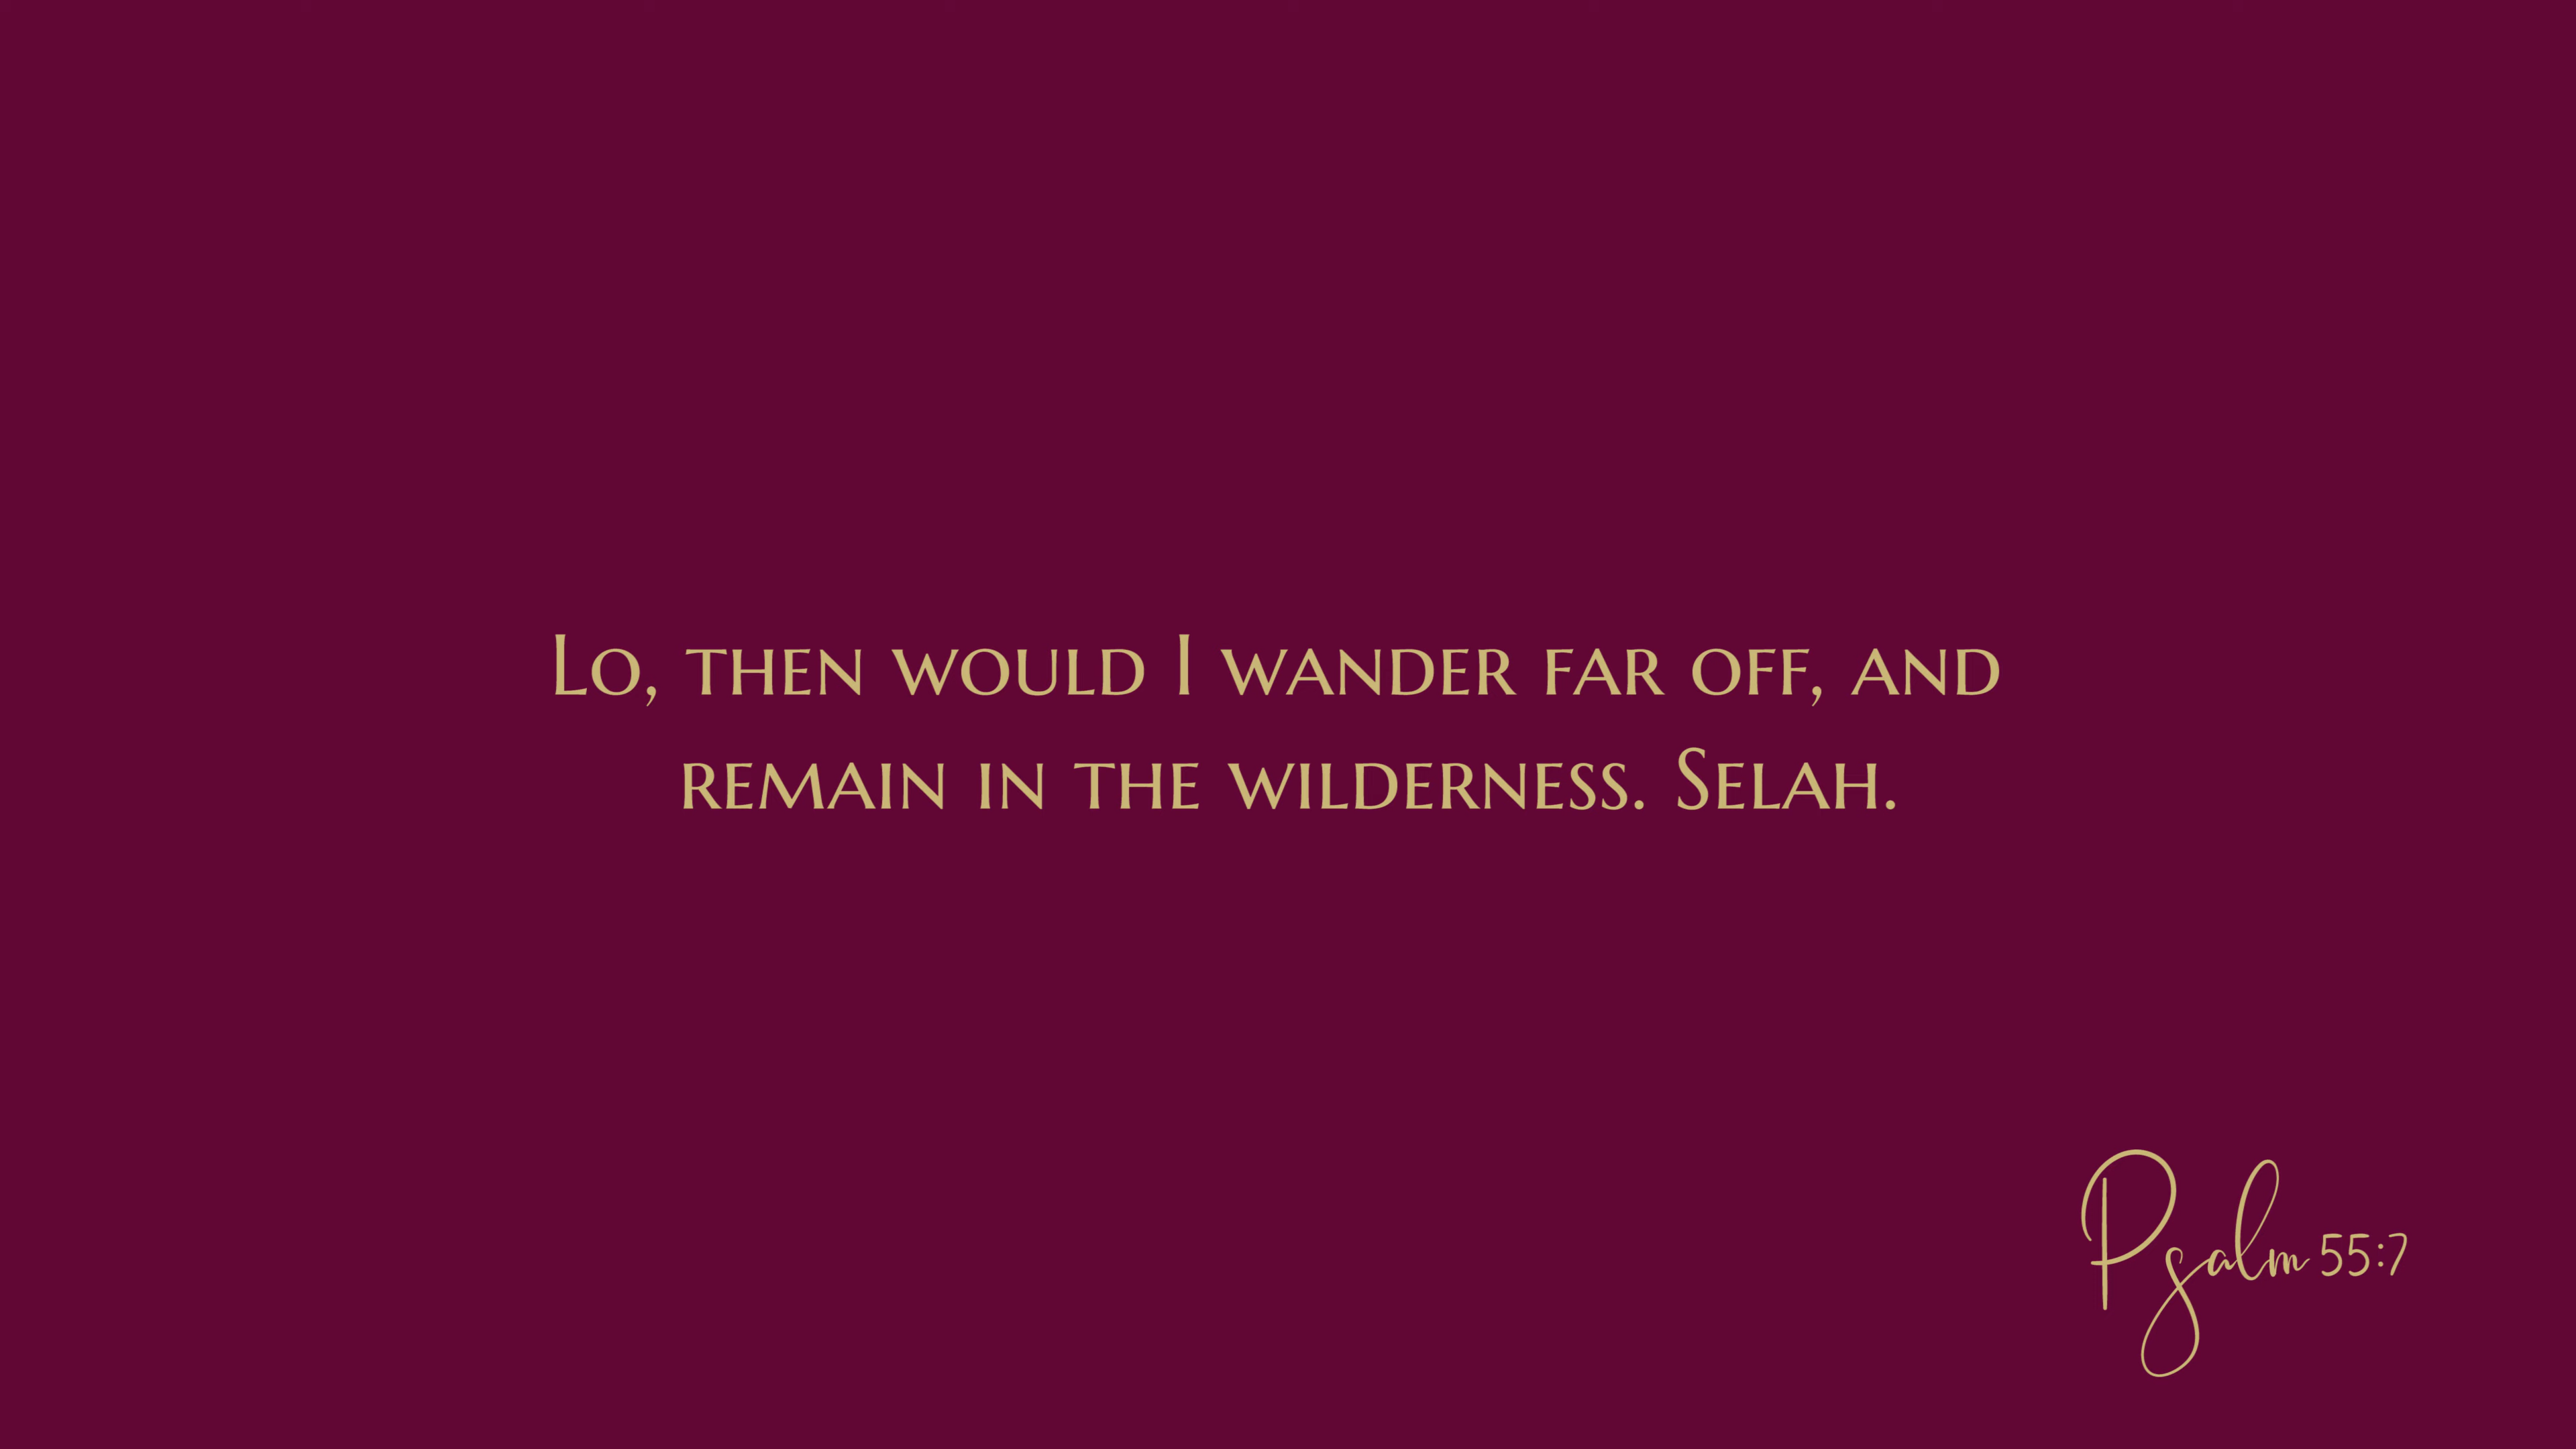 Lo, then would I wander far off, and
remain in the wilderness. Selah.
Psalm 55:7